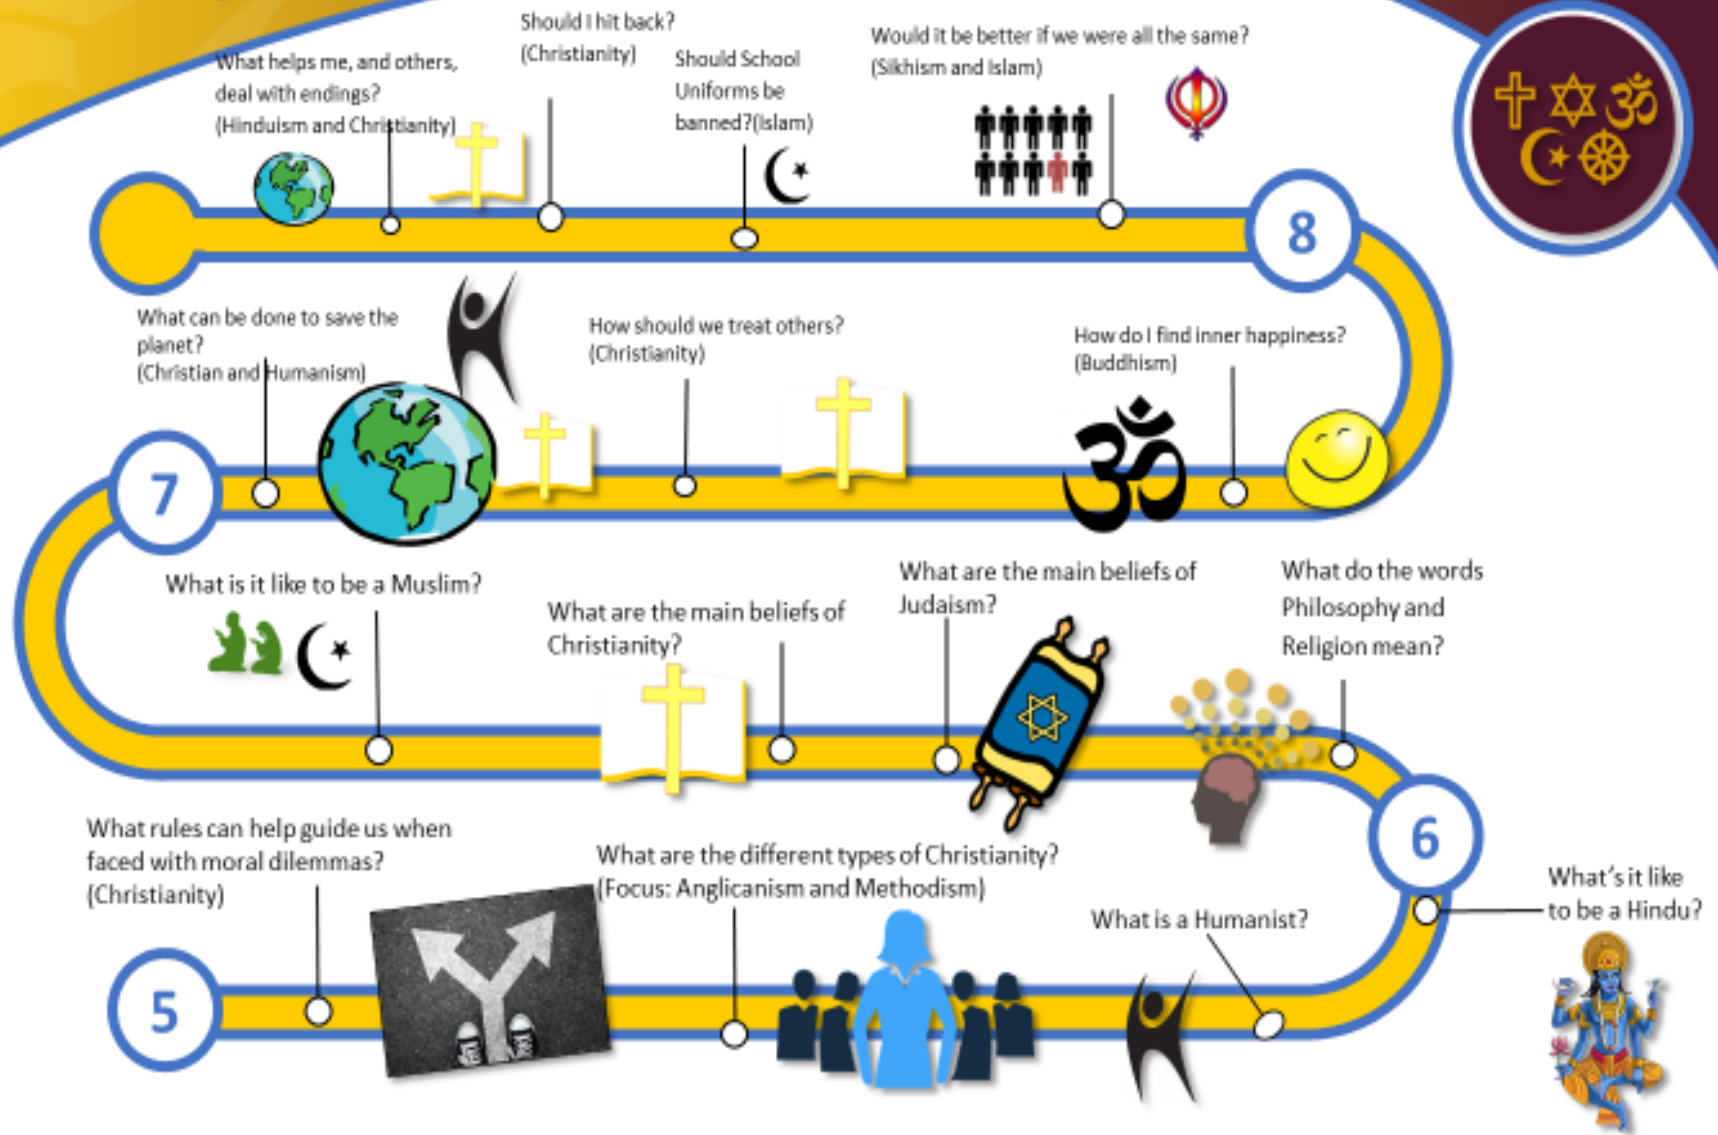 What helps me, and others,
deal with endings?
(Hinduism and Christianity)
Should I hit back?
(Christianity)
Should School
Uniforms be
banned?(Islam)
Would it be better if we were all the same?
(Sikhism and Islam)
8
What can be done to save the
planet?
(Christian and Humanism)
How should we treat others?
(Christianity)
How do I find inner happiness?
(Buddhism)
7
What is it like to be a Muslim?
What are the main beliefs of
Christianity?
What are the main beliefs of
Judaism?
What do the words
Philosophy and
Religion mean?
6
What rules can help guide us when
faced with moral dilemmas?
(Christianity)
What are the different types of Christianity?
(Focus: Anglicanism and Methodism)
What is a Humanist?
What's it like
to be a Hindu?
5
ॐ
ॐ